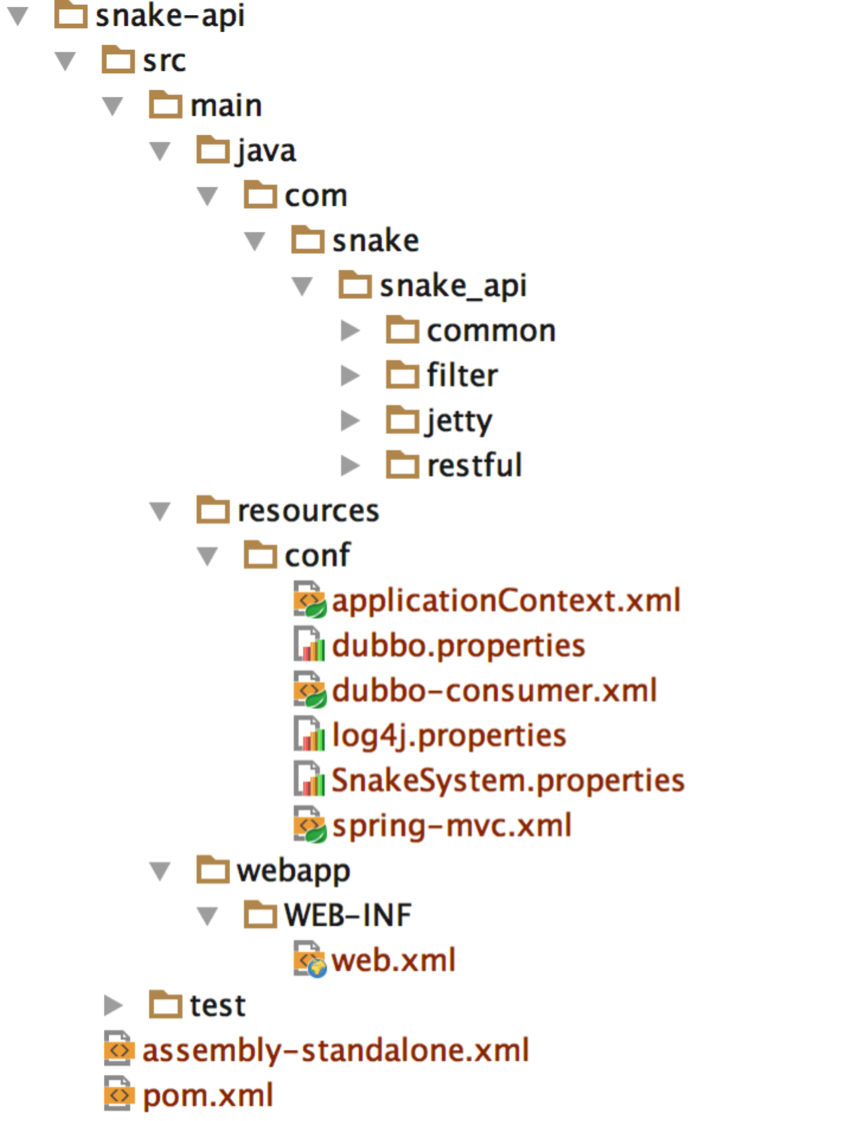 snake-api
src
main
java
com
snake
snake_api
common
filter
jetty
restful
resources
conf
applicationContext.xml
dubbo.properties
dubbo-consumer.xml
log4j.properties
SnakeSystem.properties
spring-mvc.xml
webapp
WEB-INF
web.xml
test
assembly-standalone.xml
pom.xml